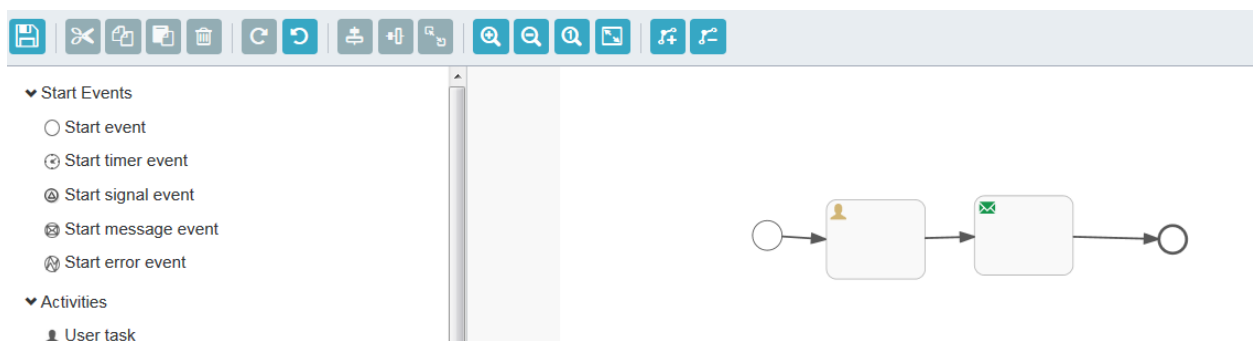 Start Events
Start event
Start timer event
Start signal event
Start message event
Start error event
Activities
User task